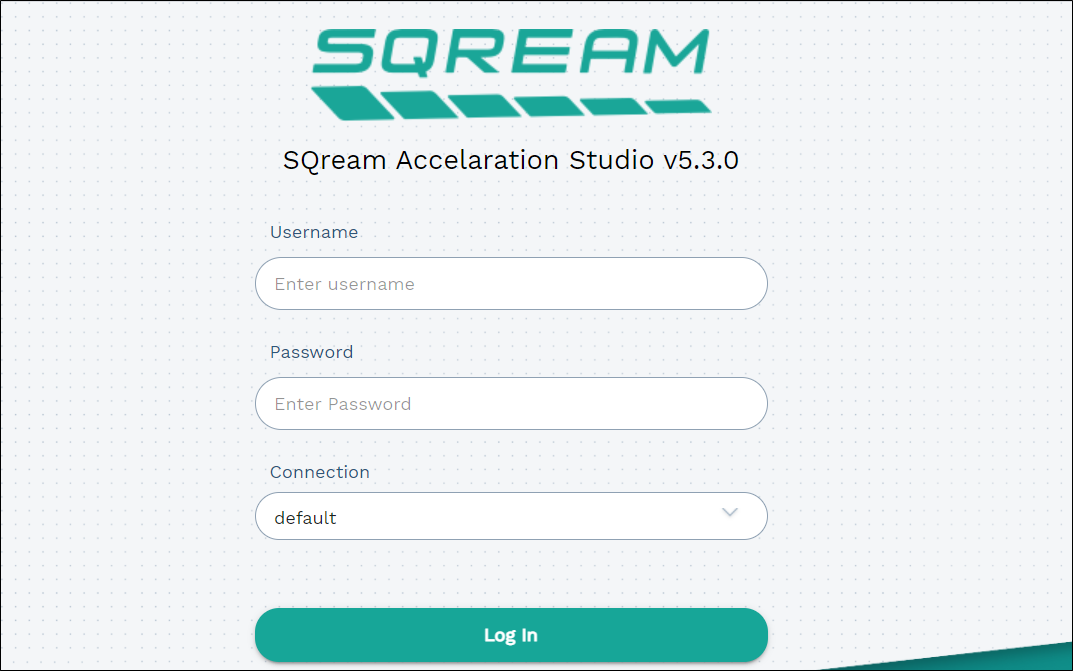 SQREAM
SQream Accelaration Studio v5.3.0
Username
Enter username
Password
Enter Password
Connection
default
Log In